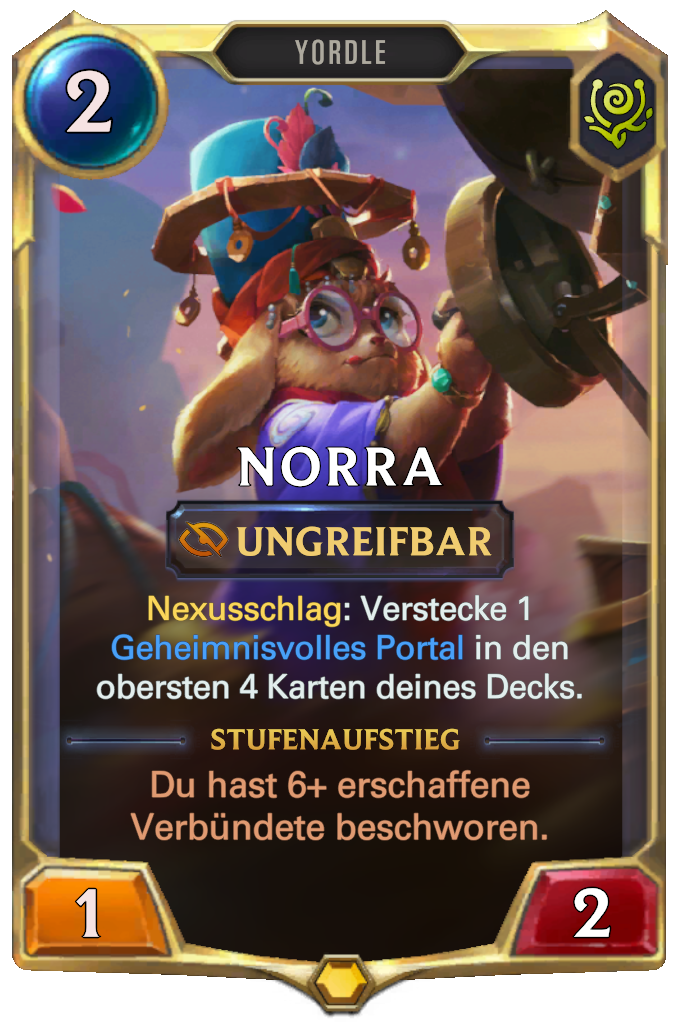 YORDLE
2
NORRA
UNGREIFBAR
Nexusschlag: Verstecke 1
Geheimnisvolles Portal in den
obersten 4 Karten deines Decks.
STUFENAUFSTIEG
Du hast 6+ erschaffene
Verbündete beschworen.
1
2